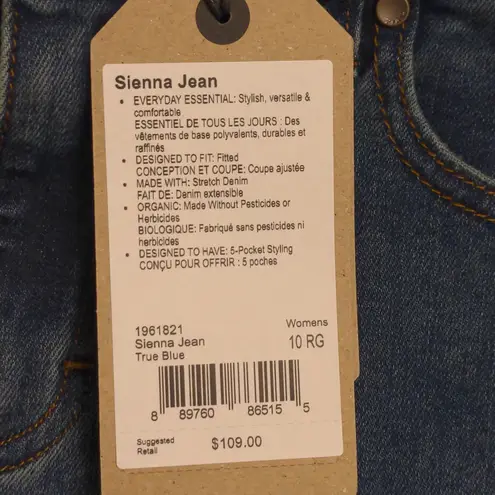 Sienna Jean
• EVERYDAY ESSENTIAL: Stylish, versatile &
comfortable
ESSENTIEL DE TOUS LES JOURS : Des
vêtements de base polyvalents, durables et
raffinés
• DESIGNED TO FIT: Fitted
CONCEPTION ET COUPE: Coupe ajustée
• MADE WITH: Stretch Denim
FAIT DE: Denim extensible
• ORGANIC: Made Without Pesticides or
Herbicides
BIOLOGIQUE: Fabriqué sans pesticides ni
herbicides
• DESIGNED TO HAVE: 5-Pocket Styling
CONÇU POUR OFFRIR : 5 poches
1961821
Womens
Sienna Jean
10 RG
True Blue
8 89760 86515 5
Suggested
Retail
$109.00